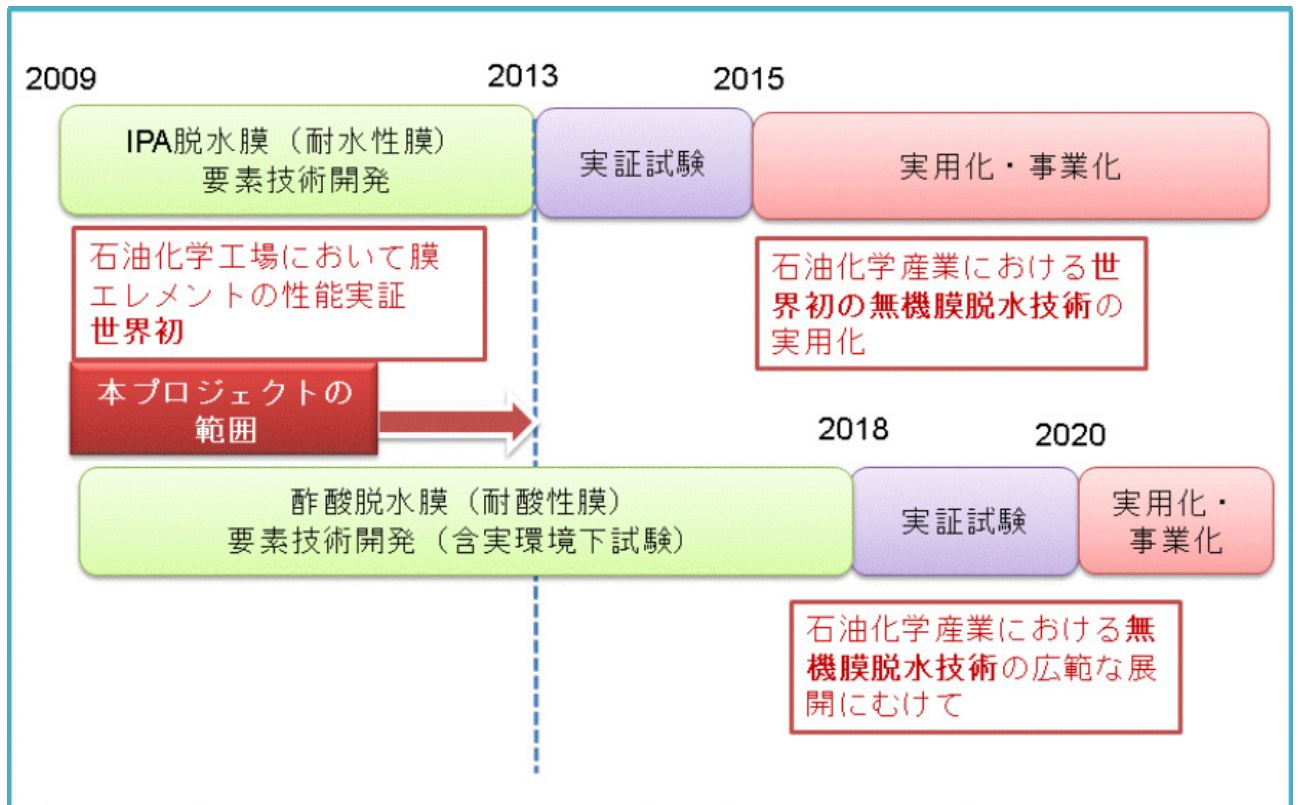 2009
2013
2015
IPA脱水膜（耐水性膜）
要素技術開発
実証試験
実用化・事業化
石油化学工場において膜
エレメントの性能実証
世界初
石油化学産業における世
界初の無機膜脱水技術の
実用化
本プロジェクトの
範囲
2018
2020
酢酸脱水膜（耐酸性膜）
要素技術開発（含実環境下試験）
実証試験
実用化・
事業化
石油化学産業における無
機膜脱水技術の広範な展
開にむけて